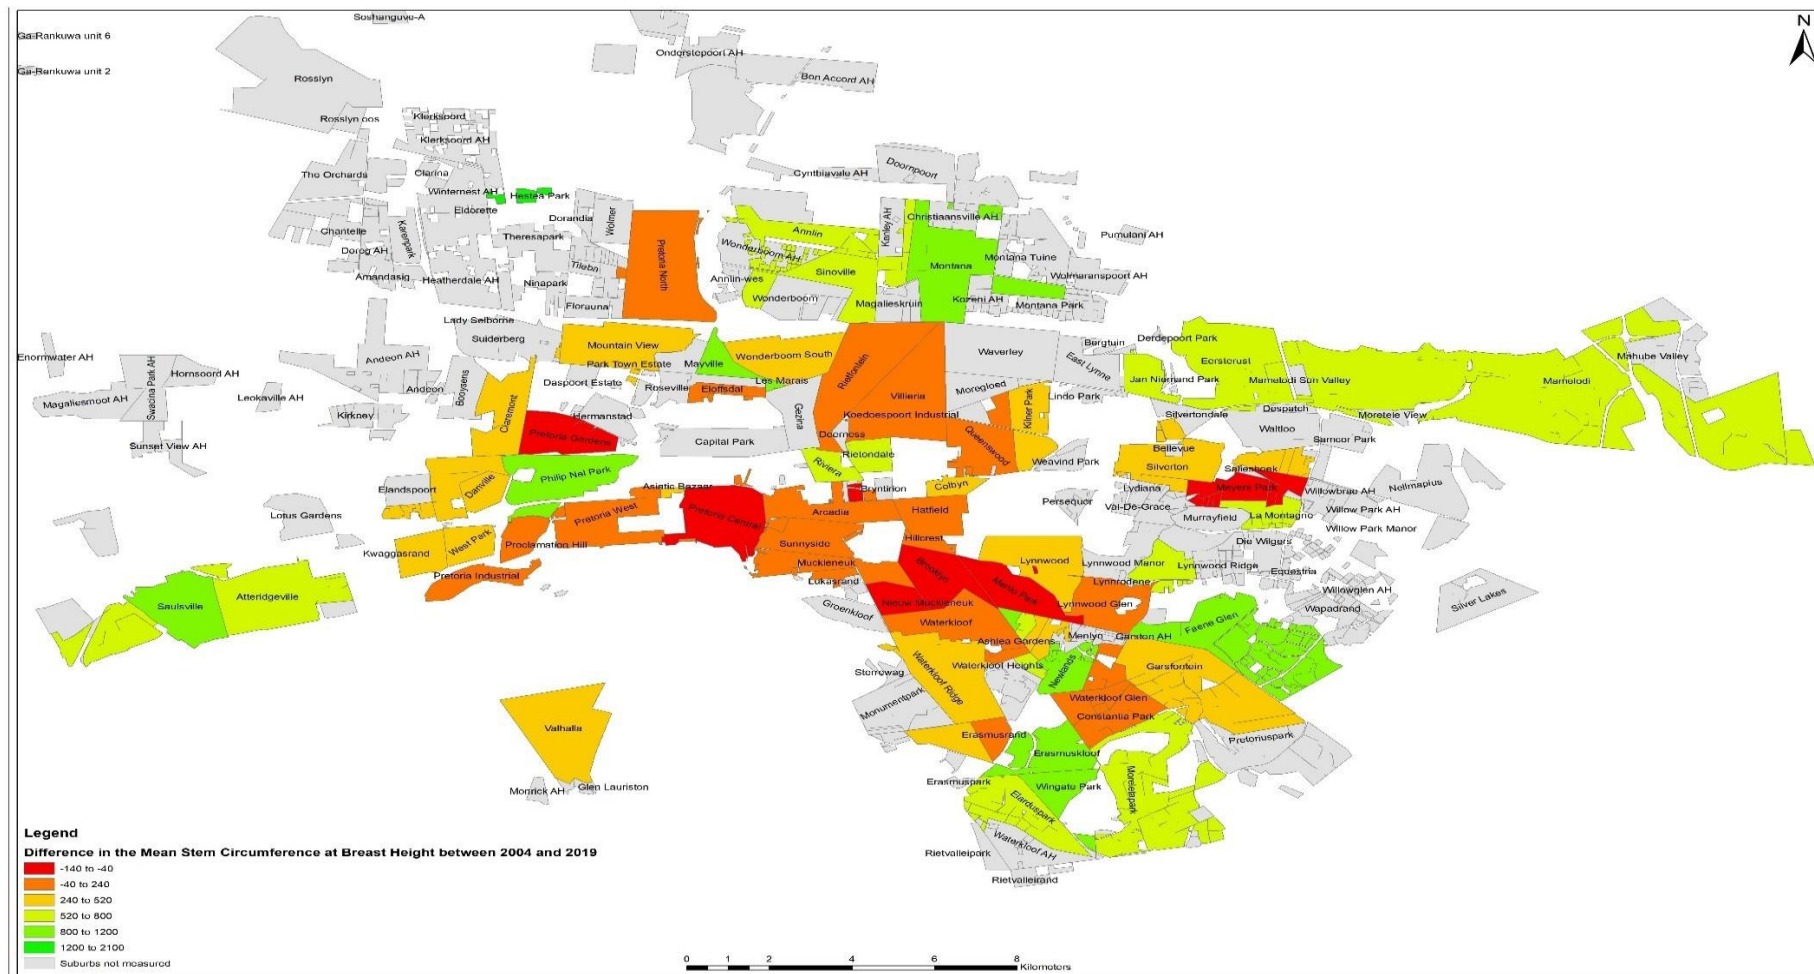 N
Soshanguve-A
Ga-Rankuwa unit 6
Onderstepoort AH
Ga-Rankuwa unit 2
Rosslyn
Bon Accord AH
Rosslyn oos
Klerksoord
Klerksoord AH
Doornpoort
The Orchards
Clarina
Cynthiavale AH
Winternest AH
Hestea Park
Eldorette
Dorandia
Wolmer
Karenpark
Kenley AH
Christiaansville AH
Chantelle
Theresapark
Annlin
Pumulani AH
Dorog AH
Pretoria North
Wonderboom AH
Montana Tuine
Amandasig
Heatherdale AH
Tileba
Sinoville
Montana
Wolmaranspoort AH
Ninapark
Annlin-wes
Florauna
Wonderboom
Magalieskruin
Kozeni AH
Montana Park
Lady Selborne
Suiderberg
Mountain View
Derdepoort Park
Bergtuin
Enormwater AH
Andeon AH
Park Town Estate
Mayville
Wonderboom South
Rietfontein
Waverley
East Lynne
Eersterust
Mahube Valley
Swacina Park AH
Hornsoord AH
Andeon
Booysens
Daspoort Estate
Roseville
Les Marais
Eloffsdal
Villieria
Moregloed
Jan Niemand Park
Mamelodi Sun Valley
Mamelodi
Magaliesmoot AH
Leokaville AH
Kirkney
Claremont
Hermanstad
Gezina
Koedoespoort Industrial
Kilner Park
Lindo Park
Silvertondale
Despatch
Moretele View
Sunset View AH
Pretoria Gardens
Capital Park
Doorness
Queenswood
Waltloo
Samcor Park
Rietondale
Bellevue
Philip Nel Park
Riviera
Weavind Park
Silverton
Salieshoek
Elandspoort
Danville
Asiatic Bazaar
Bryntirion
Colbyn
Lydiana
Meyers Park
Willowbrae AH
Nellmapius
Lotus Gardens
Pretoria West
Pretoria Central
Arcadia
Hatfield
Persequor
Val-De-Grace
Murrayfield
La Montagne
Willow Park AH
Willow Park Manor
Kwaggasrand
West Park
Proclamation Hill
Sunnyside
Hillcrest
Die Wilgers
Pretoria Industrial
Muckleneuk
Lukasrand
Brooklyn
Menlo Park
Lynnwood
Lynnwood Manor
Lynnwood Ridge
Equestria
Lynnrodene
Willowglen AH
Saulsville
Atteridgeville
Groenkloof
Nieuw Muckleneuk
Lynnwood Glen
Wapadrand
Silver Lakes
Waterkloof
Faerie Glen
Ashlea Gardens
Menlyn
Garston AH
Sterrewag
Waterkloof Ridge
Waterkloof Heights
Newlands
Garsfontein
Monumentpark
Waterkloof Glen
Constantia Park
Valhalla
Erasmusrand
Pretoriuspark
Erasmuskloof
Monrick AH
Glen Lauriston
Erasmuspark
Wingate Park
Moreletapark
Elarduspark
Waterkloof AH
Rietvalleipark
Rietvalleirand
Legend
Difference in the Mean Stem Circumference at Breast Height between 2004 and 2019
-140 to -40
-40 to 240
240 to 520
520 to 800
800 to 1200
1200 to 2100
Suburbs not measured
0 1 2 4 6 8
Kilometers